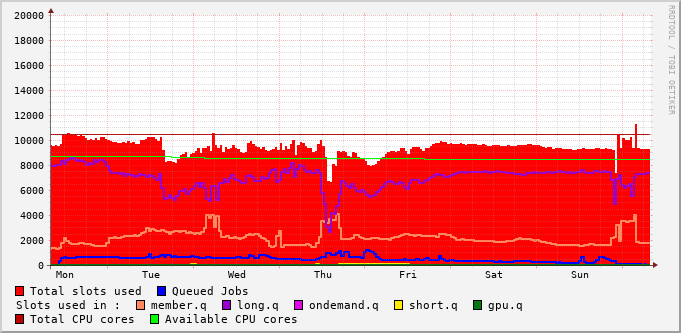 20000
18000
16000
14000
12000
10000
8000
6000
4000
2000
0
Mon Tue Wed Thu Fri Sat Sun
RRDTOOL / TOBI OETIKER
Total slots used Queued Jobs
Slots used in : member.q long.q ondemand.q short.q gpu.q
Total CPU cores Available CPU cores